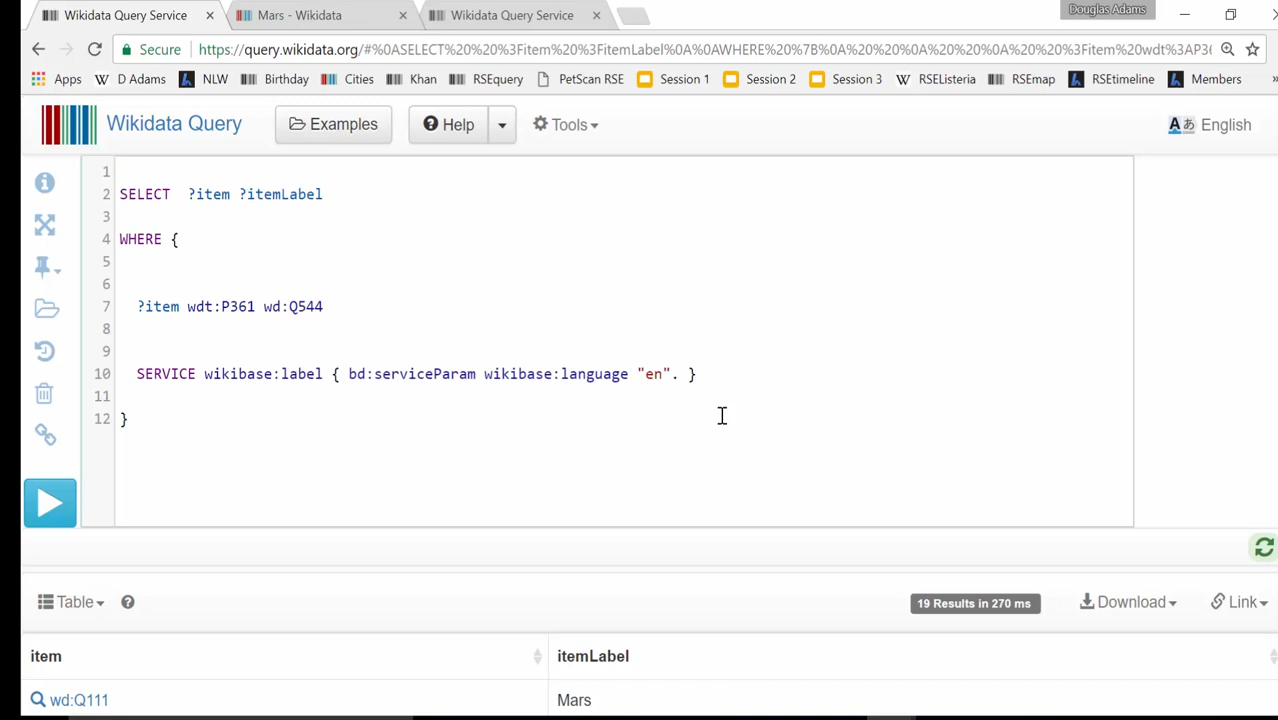 Wikidata Query Service
Mars - Wikidata
Wikidata Query Service
Douglas Adams
Secure
https://query.wikidata.org/#%0ASELECT%20%20%3Fitem%20%3FitemLabel%0A%0AWHERE%20%7B%0A%20%20%0A%20%20%0A%20%20%3Fitem%20wdt%3AP36
Apps
D Adams
NLW
Birthday
Cities
Khan
RSEquery
PetScan RSE
Session 1
Session 2
Session 3
RSEListeria
RSEmap
RSEtimeline
Members
»
Wikidata Query
Examples
Help
Tools
English
1
2 SELECT ?item ?itemLabel
3
4 WHERE {
5
6
7 ?item wdt:P361 wd:Q544
8
9
10 SERVICE wikibase:label { bd:serviceParam wikibase:language "en". }
11
12 }
Table
19 Results in 270 ms
Download
Link
item
itemLabel
wd:Q111
Mars